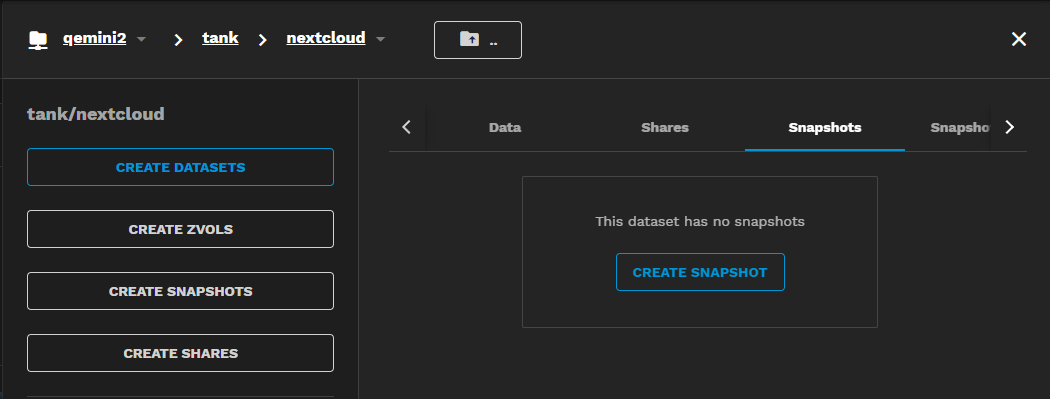 qemini2 tank nextcloud ..
tank/nextcloud
CREATE DATASETS
CREATE ZVOLS
CREATE SNAPSHOTS
CREATE SHARES
Data Shares Snapshots Snapsho
This dataset has no snapshots
CREATE SNAPSHOT